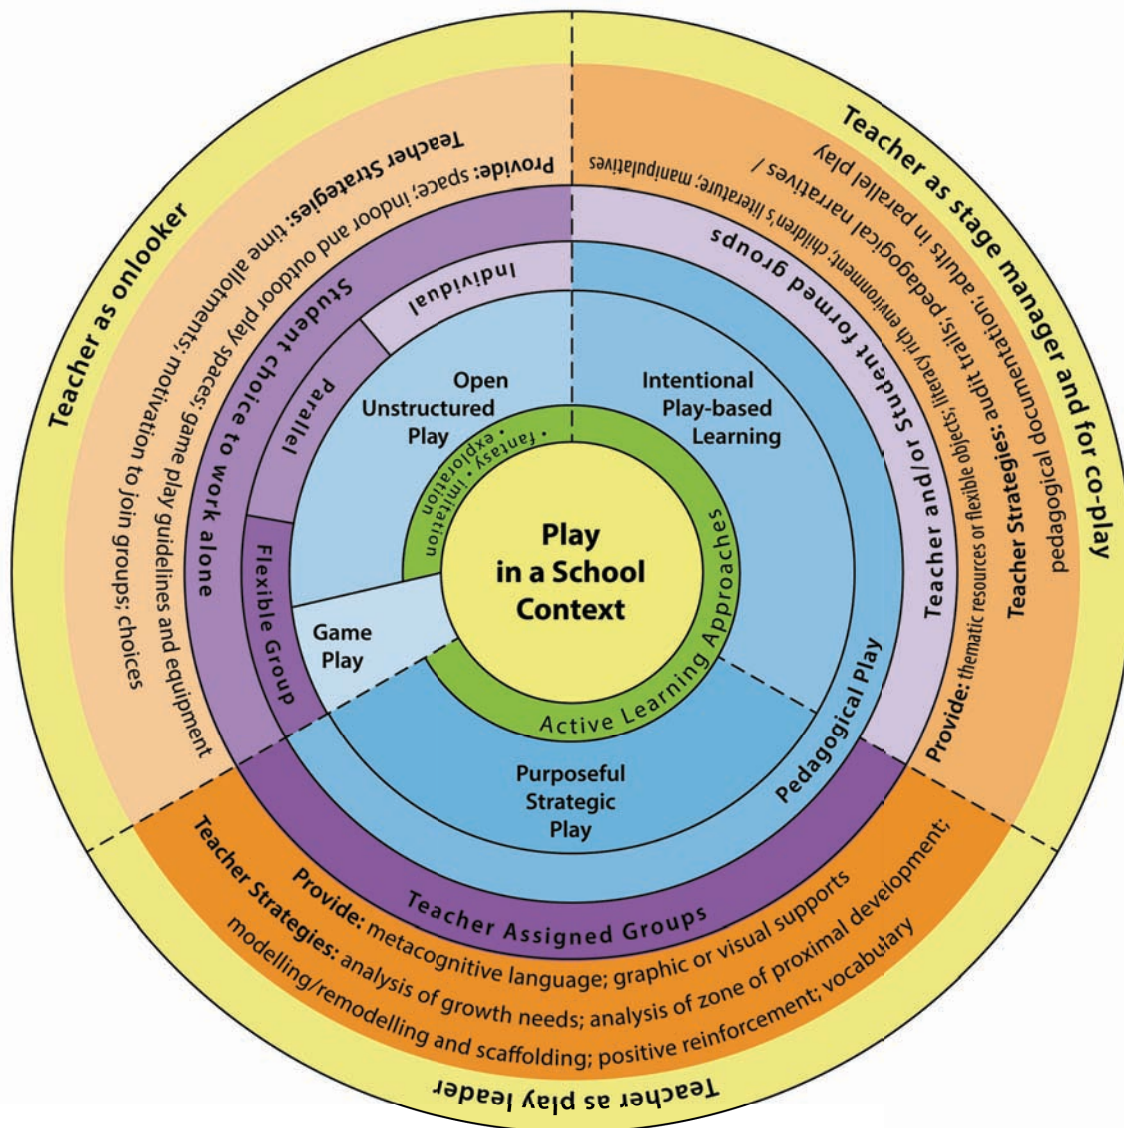 Play
in a School
Context
• fantasy • imitation
• exploration
Active Learning Approaches
Open
Unstructured
Play
Game
Play
Intentional
Play-based
Learning
Purposeful
Strategic
Play
Pedagogical Play
Individual
Parallel
Flexible Group
Student choice to work alone
Teacher and/or Student formed groups
Teacher Assigned Groups
Provide: space; indoor and outdoor play spaces; game play guidelines and equipment
Teacher Strategies: time allotments; motivation to join groups; choices
Teacher as onlooker
Provide: thematic resources or flexible objects; literacy rich environment; children's literature; manipulatives
Teacher Strategies: audit trails; pedagogical narratives /
pedagogical documentation; adults in parallel play
Teacher as stage manager and for co-play
Provide: metacognitive language; graphic or visual supports
Teacher Strategies: analysis of growth needs; analysis of zone of proximal development;
modelling/remodelling and scaffolding; positive reinforcement; vocabulary
Teacher as play leader